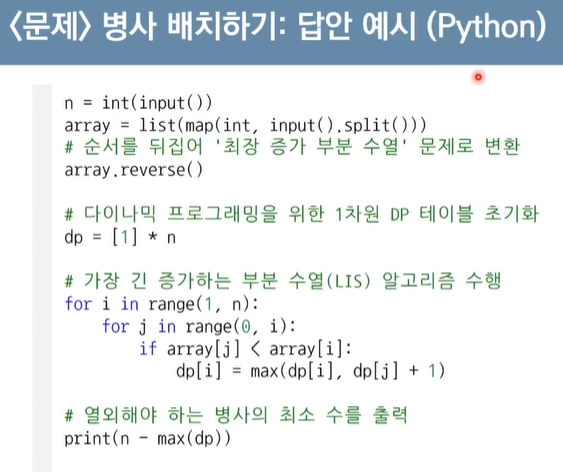 <문제> 병사 배치하기: 답안 예시 (Python)
n = int(input())
array = list(map(int, input().split()))
# 순서를 뒤집어 '최장 증가 부분 수열' 문제로 변환
array.reverse()
# 다이나믹 프로그래밍을 위한 1차원 DP 테이블 초기화
dp = [1] * n
# 가장 긴 증가하는 부분 수열(LIS) 알고리즘 수행
for i in range(1, n):
    for j in range(0, i):
        if array[j] < array[i]:
            dp[i] = max(dp[i], dp[j] + 1)
# 열외해야 하는 병사의 최소 수를 출력
print(n - max(dp))